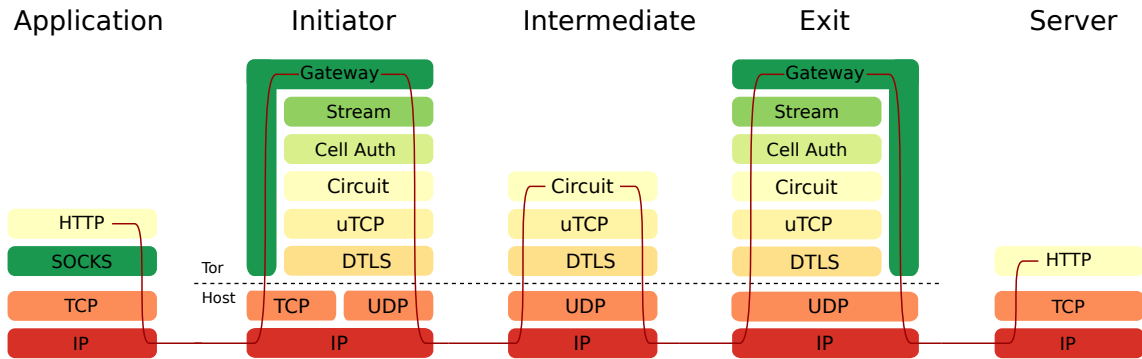 Application Initiator Intermediate Exit Server
Gateway Gateway
Stream Stream
Cell Auth Cell Auth
Circuit Circuit Circuit
HTTP uTCP uTCP uTCP
SOCKS DTLS DTLS DTLS HTTP
Tor
Host
TCP TCP UDP UDP UDP TCP
IP IP IP IP IP